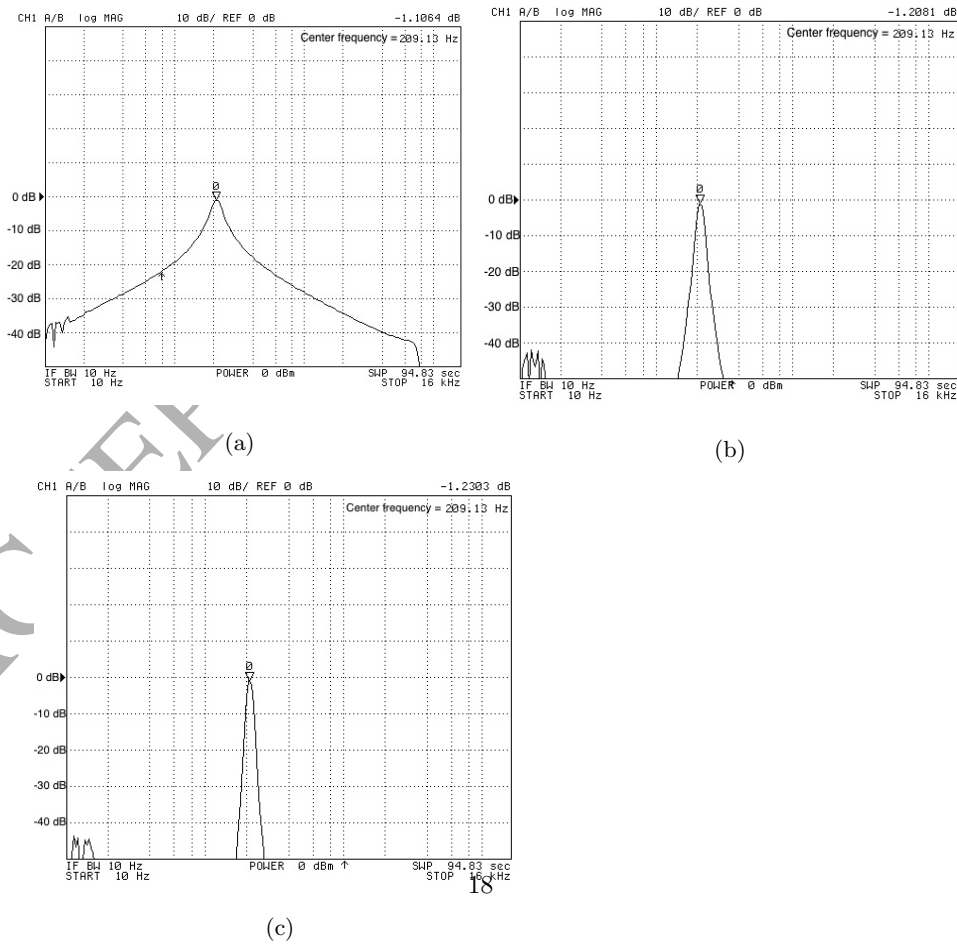 CH1 A/B log MAG 10 dB/ REF 0 dB -1.1064 dB
Center frequency = 209.13 Hz
0
0 dB
-10 dB
-20 dB
-30 dB
-40 dB
IF BW 10 Hz POWER 0 dBm SWP 94.83 sec
START 10 Hz STOP 16 kHz
(a)
CH1 A/B log MAG 10 dB/ REF 0 dB -1.2081 dB
Center frequency = 209.13 Hz
0
0 dB
-10 dB
-20 dB
-30 dB
-40 dB
IF BW 10 Hz POWER 0 dBm SWP 94.83 sec
START 10 Hz STOP 16 kHz
(b)
CH1 A/B log MAG 10 dB/ REF 0 dB -1.2303 dB
Center frequency = 209.13 Hz
0
0 dB
-10 dB
-20 dB
-30 dB
-40 dB
IF BW 10 Hz POWER 0 dBm SWP 94.83 sec
START 10 Hz STOP 16 kHz
18
(c)